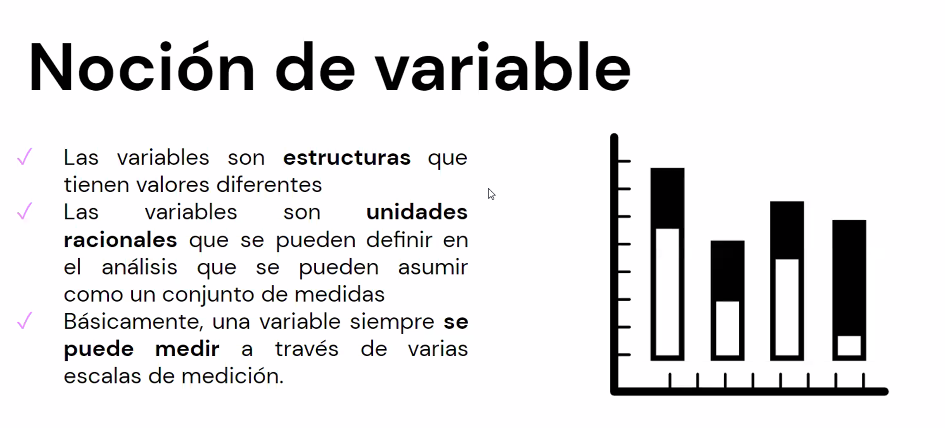 Noción de variable
Las variables son estructuras que
tienen valores diferentes
Las variables son unidades
racionales que se pueden definir en
el análisis que se pueden asumir
como un conjunto de medidas
Básicamente, una variable siempre se
puede medir a través de varias
escalas de medición.